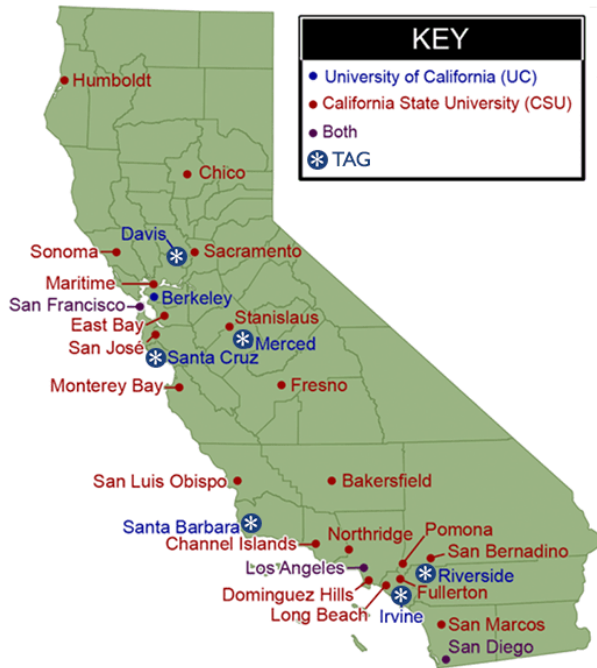 KEY
University of California (UC)
California State University (CSU)
Both
TAG
Humboldt
Chico
Davis
Sonoma
Sacramento
Maritime
San Francisco
Berkeley
East Bay
Stanislaus
San José
Merced
Santa Cruz
Monterey Bay
Fresno
San Luis Obispo
Bakersfield
Santa Barbara
Channel Islands
Northridge
Pomona
San Bernadino
Los Angeles
Riverside
Dominguez Hills
Fullerton
Long Beach
Irvine
San Marcos
San Diego